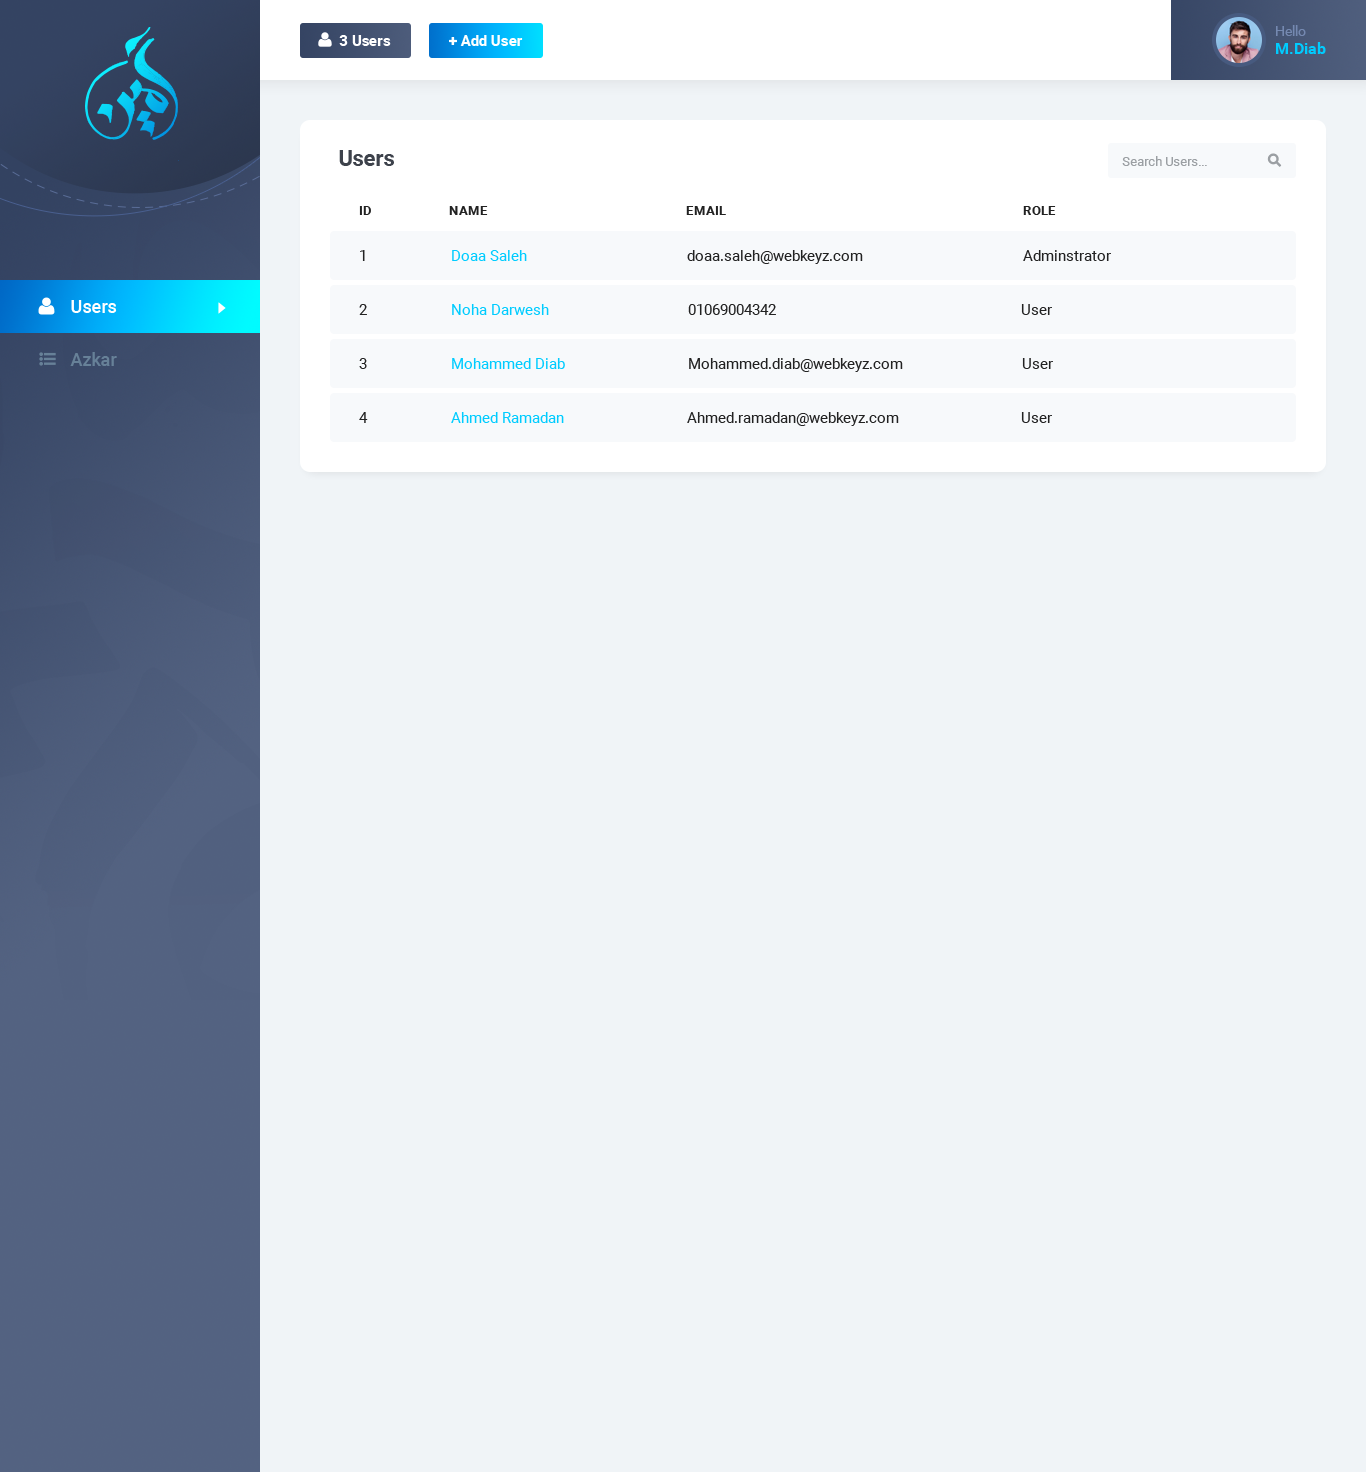 3 Users
+ Add User
Hello
M.Diab
Users
Azkar
Users
Search Users...
ID NAME EMAIL ROLE
1 Doaa Saleh doaa.saleh@webkeyz.com Adminstrator
2 Noha Darwesh 01069004342 User
3 Mohammed Diab Mohammed.diab@webkeyz.com User
4 Ahmed Ramadan Ahmed.ramadan@webkeyz.com User